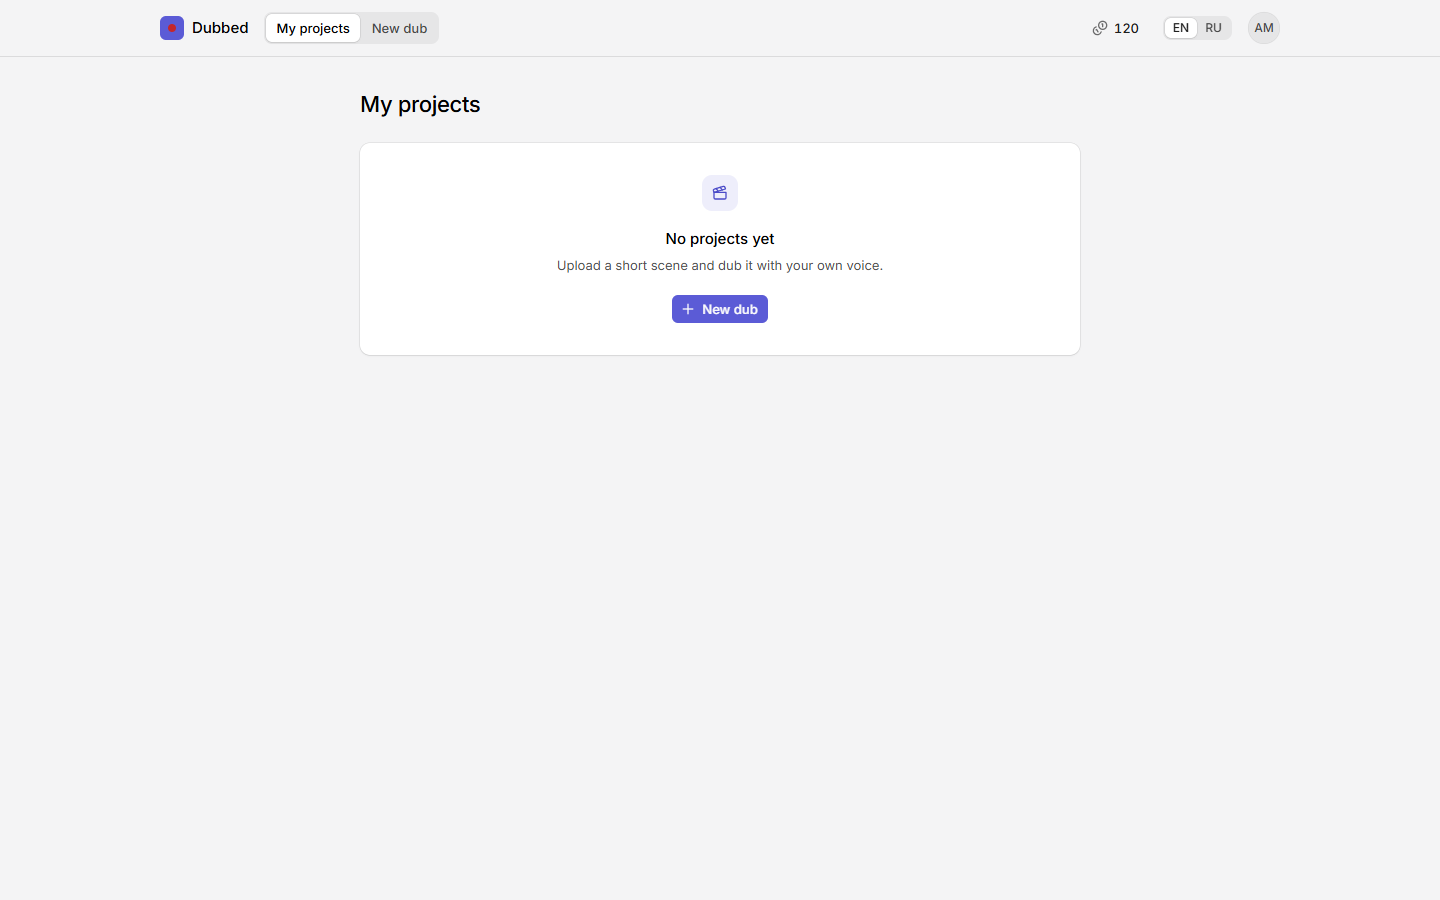 Dubbed
My projects
New dub
120
EN
RU
AM
My projects
No projects yet
Upload a short scene and dub it with your own voice.
New dub